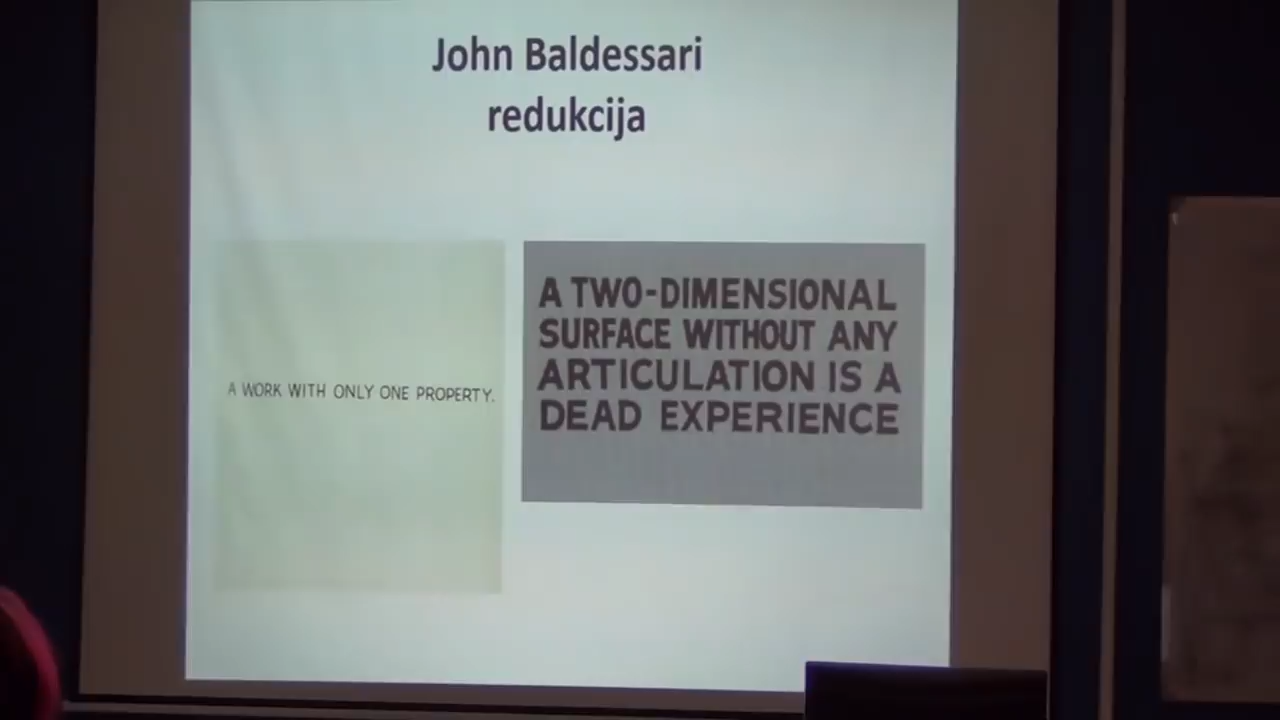 John Baldessari
redukcija
A WORK WITH ONLY ONE PROPERTY.
A TWO-DIMENSIONAL
SURFACE WITHOUT ANY
ARTICULATION IS A
DEAD EXPERIENCE